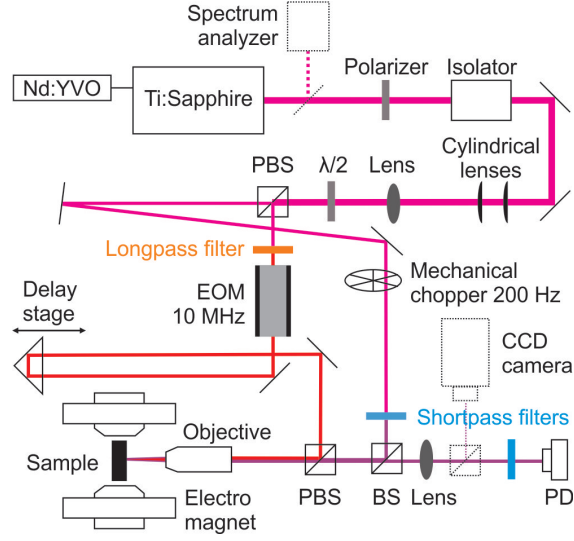 Spectrum
analyzer
Nd:YVO
Ti:Sapphire
Polarizer
Isolator
PBS
λ/2
Lens
Cylindrical
lenses
Longpass filter
EOM
10 MHz
Mechanical
chopper 200 Hz
Delay
stage
CCD
camera
Shortpass filters
Objective
Sample
Electro
magnet
PBS
BS
Lens
PD